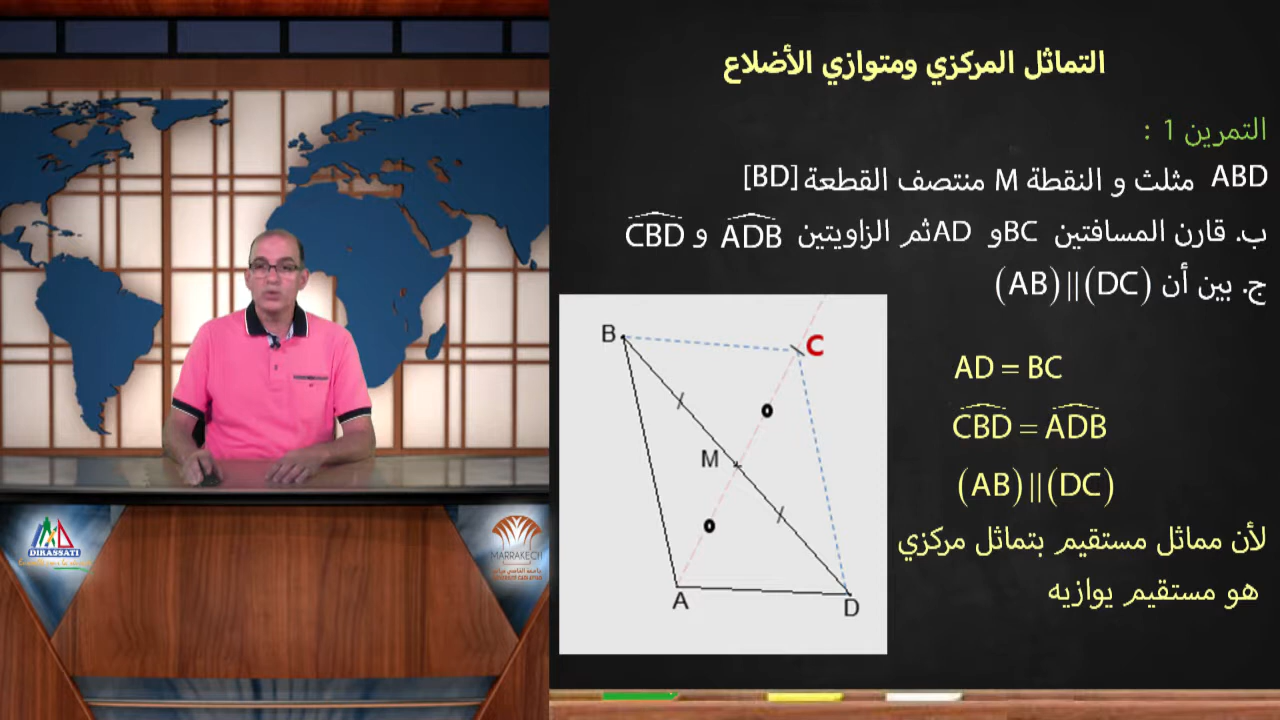 التماثل المركزي ومتوازي الأضلاع
التمرين 1 :
ABD مثلث و النقطة M منتصف القطعة [BD]
ب. قارن المسافتين BC و AD ثم الزاويتين ADB و CBD
ج. بين أن (AB) || (DC)
B
C
M
A
D
AD = BC
CBD = ADB
(AB) || (DC)
لأن مماثل مستقيم بتماثل مركزي
هو مستقيم يوازيه
DIRASSATI
MARRAKECH